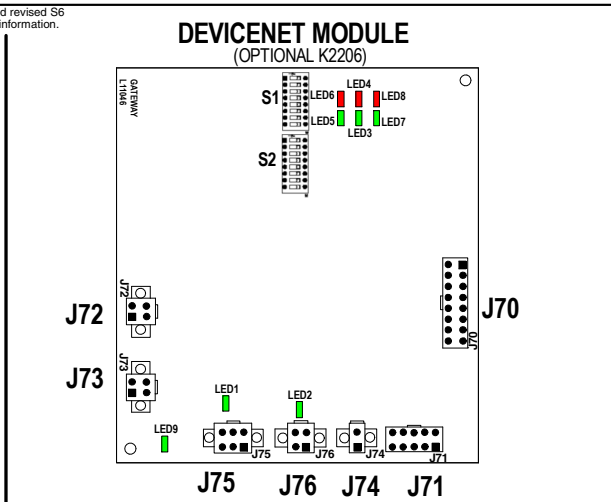 d revised S6
information.
DEVICENET MODULE
(OPTIONAL K2206)
GATEWAY
L11046
S1
LED6
LED4
LED8
LED5
LED3
LED7
S2
J72
J72
J70
J70
J73
J73
LED1
LED2
LED9
J75
J76
J74
J71
J75
J76
J74
J71